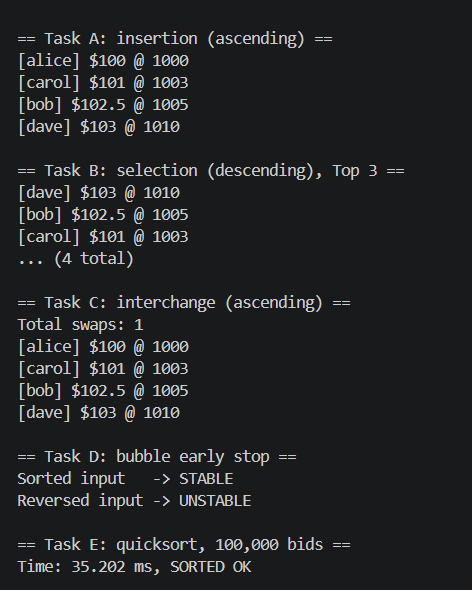 == Task A: insertion (ascending) ==
[alice] $100 @ 1000
[carol] $101 @ 1003
[bob] $102.5 @ 1005
[dave] $103 @ 1010
== Task B: selection (descending), Top 3 ==
[dave] $103 @ 1010
[bob] $102.5 @ 1005
[carol] $101 @ 1003
... (4 total)
== Task C: interchange (ascending) ==
Total swaps: 1
[alice] $100 @ 1000
[carol] $101 @ 1003
[bob] $102.5 @ 1005
[dave] $103 @ 1010
== Task D: bubble early stop ==
Sorted input   -> STABLE
Reversed input -> UNSTABLE
== Task E: quicksort, 100,000 bids ==
Time: 35.202 ms, SORTED OK